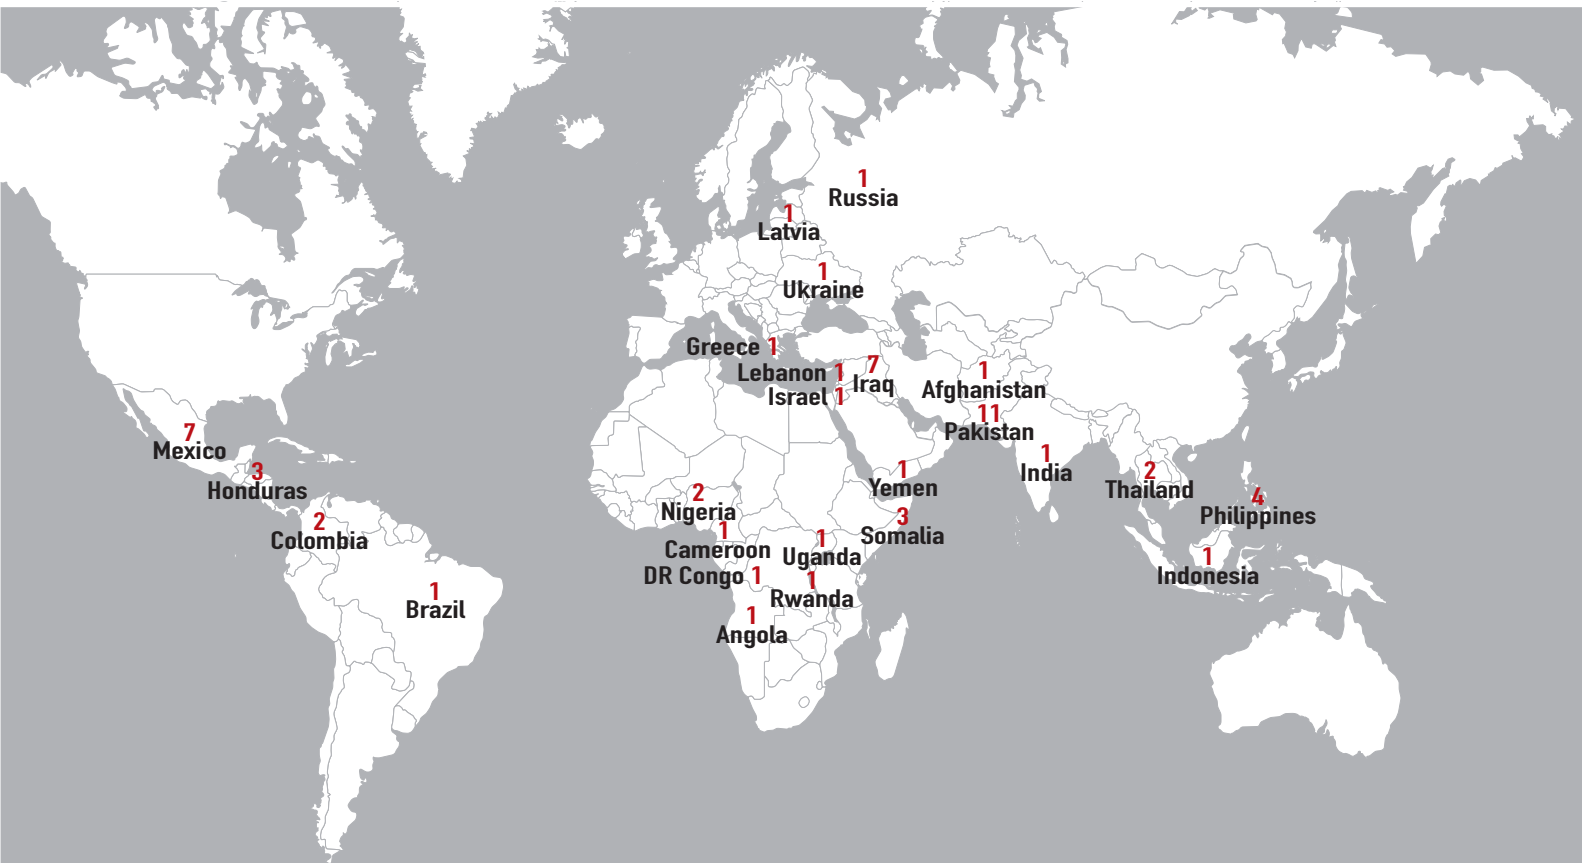 1
Russia
1
Latvia
1
Ukraine
Greece 1
Lebanon 1
7
Iraq
Israel 1
1
Afghanistan
11
Pakistan
7
Mexico
1
India
3
Honduras
1
Yemen
2
Thailand
4
Philippines
2
Nigeria
2
Colombia
3
Somalia
1
Cameroon
1
Uganda
1
Indonesia
DR Congo 1
1
Rwanda
1
Brazil
1
Angola